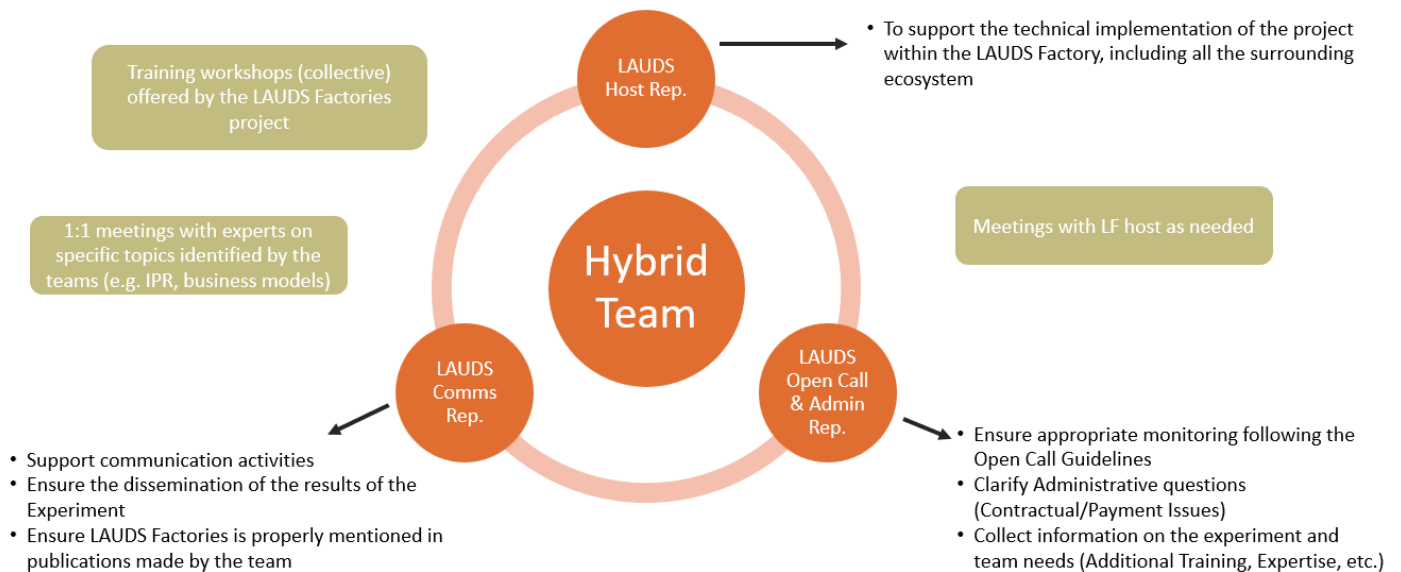 LAUDS
Host Rep.
• To support the technical implementation of the project
within the LAUDS Factory, including all the surrounding
ecosystem
Training workshops (collective)
offered by the LAUDS Factories
project
1:1 meetings with experts on
specific topics identified by the
teams (e.g. IPR, business models)
Meetings with LF host as needed
Hybrid
Team
LAUDS
Comms
Rep.
LAUDS
Open Call
& Admin
Rep.
• Support communication activities
• Ensure the dissemination of the results of the
Experiment
• Ensure LAUDS Factories is properly mentioned in
publications made by the team
• Ensure appropriate monitoring following the
Open Call Guidelines
• Clarify Administrative questions
(Contractual/Payment Issues)
• Collect information on the experiment and
team needs (Additional Training, Expertise, etc.)